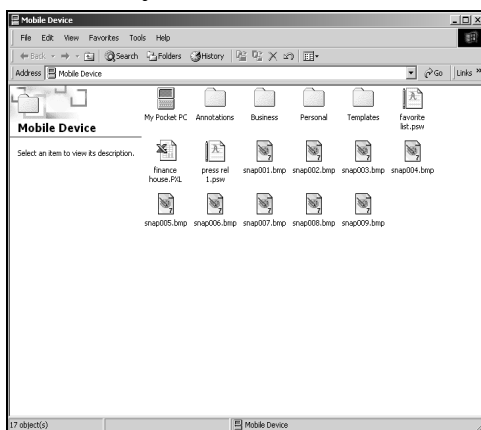 Mobile Device
File Edit View Favorites Tools Help
Back Search Folders History
Address Mobile Device Go Links »
Mobile Device
Select an item to view its description.
My Pocket PC Annotations Business Personal Templates favorite list.psw
finance house.PXL press rel 1.psw snap001.bmp snap002.bmp snap003.bmp snap004.bmp
snap005.bmp snap006.bmp snap007.bmp snap008.bmp snap009.bmp
17 object(s) Mobile Device